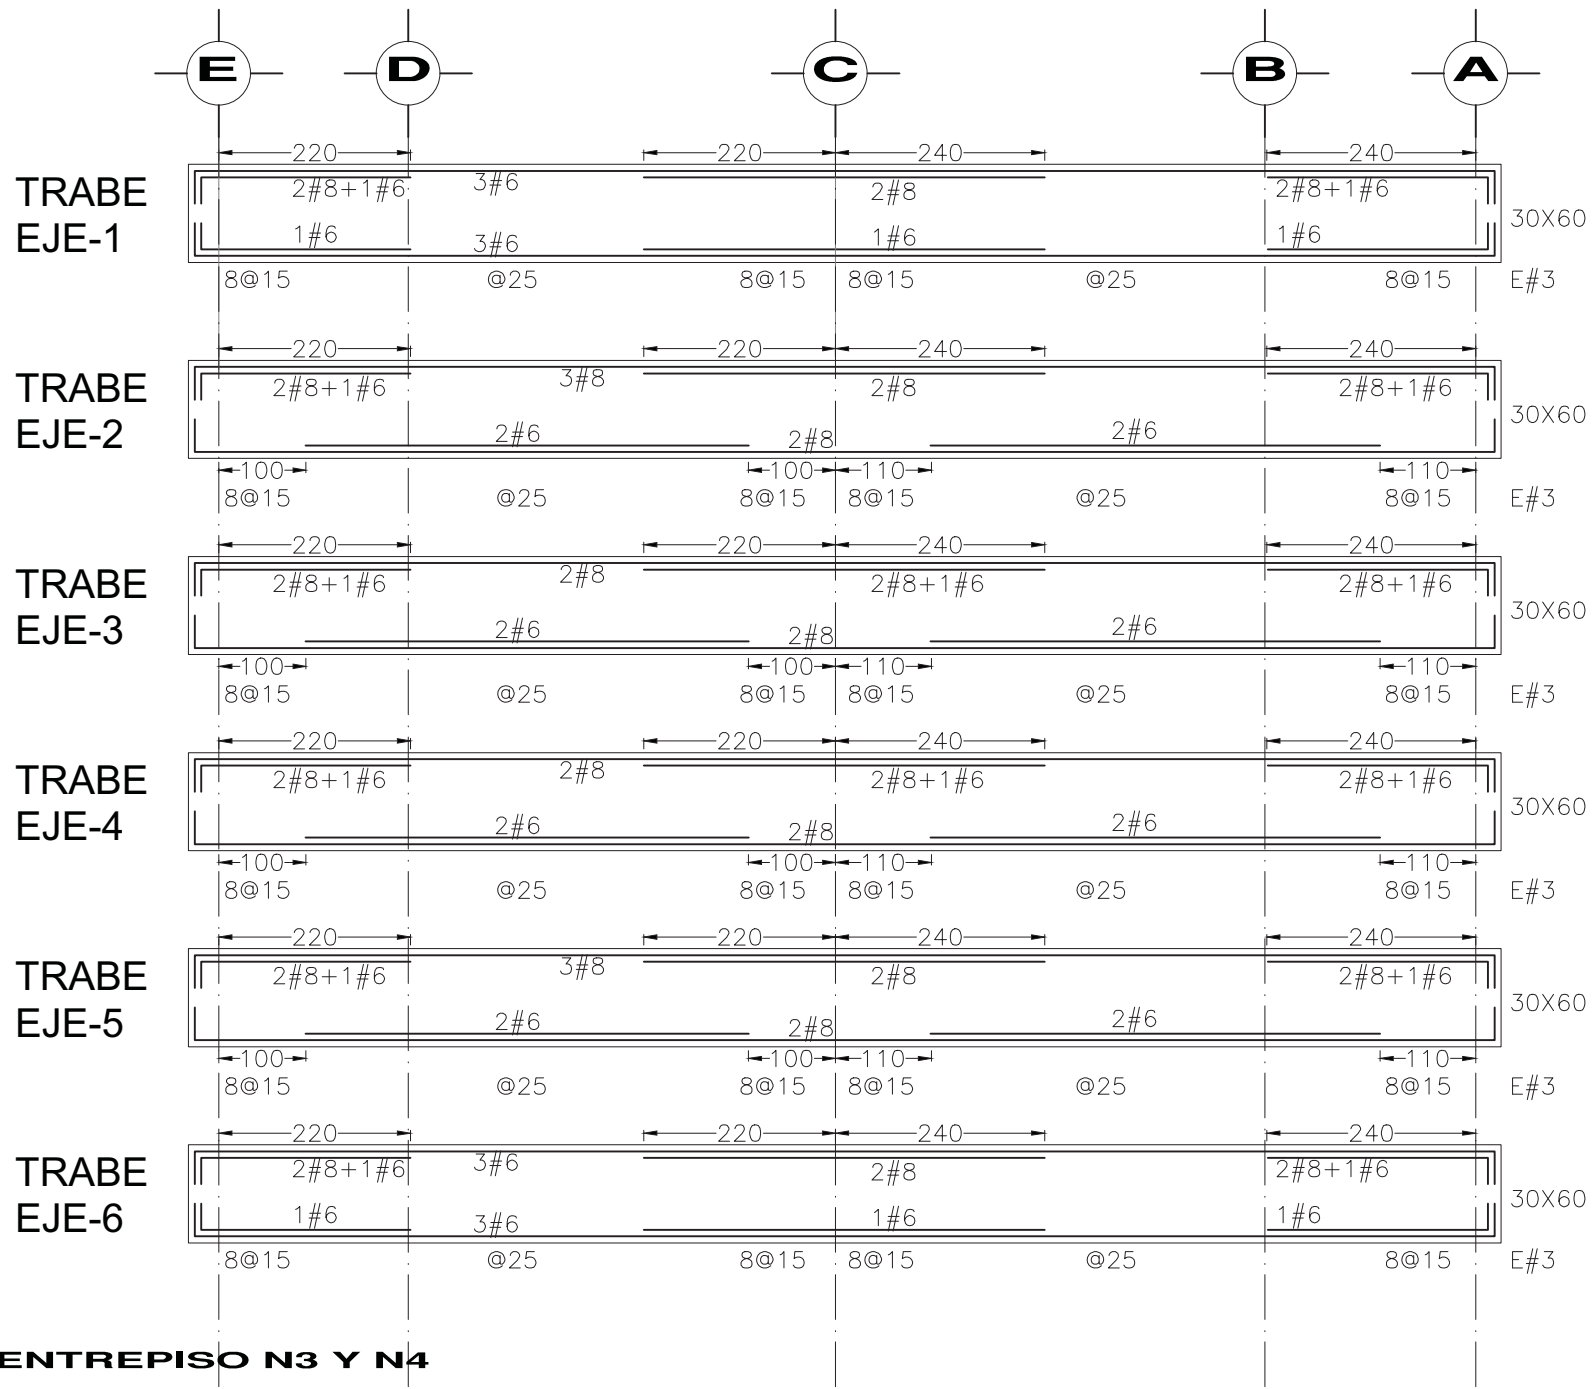 E D C B A
220 220 240 240
TRABE EJE-1
2#8+1#6 3#6 2#8 2#8+1#6
1#6 3#6 1#6 1#6
30X60
8@15 @25 8@15 8@15 @25 8@15 E#3
220 220 240 240
TRABE EJE-2
2#8+1#6 3#8 2#8 2#8+1#6
2#6 2#8 2#6
30X60
100 100 110 110
8@15 @25 8@15 8@15 @25 8@15 E#3
220 220 240 240
TRABE EJE-3
2#8+1#6 2#8 2#8+1#6 2#8+1#6
2#6 2#8 2#6
30X60
100 100 110 110
8@15 @25 8@15 8@15 @25 8@15 E#3
220 220 240 240
TRABE EJE-4
2#8+1#6 2#8 2#8+1#6 2#8+1#6
2#6 2#8 2#6
30X60
100 100 110 110
8@15 @25 8@15 8@15 @25 8@15 E#3
220 220 240 240
TRABE EJE-5
2#8+1#6 3#8 2#8 2#8+1#6
2#6 2#8 2#6
30X60
100 100 110 110
8@15 @25 8@15 8@15 @25 8@15 E#3
220 220 240 240
TRABE EJE-6
2#8+1#6 3#6 2#8 2#8+1#6
1#6 3#6 1#6 1#6
30X60
8@15 @25 8@15 8@15 @25 8@15 E#3
ENTREPISO N3 Y N4